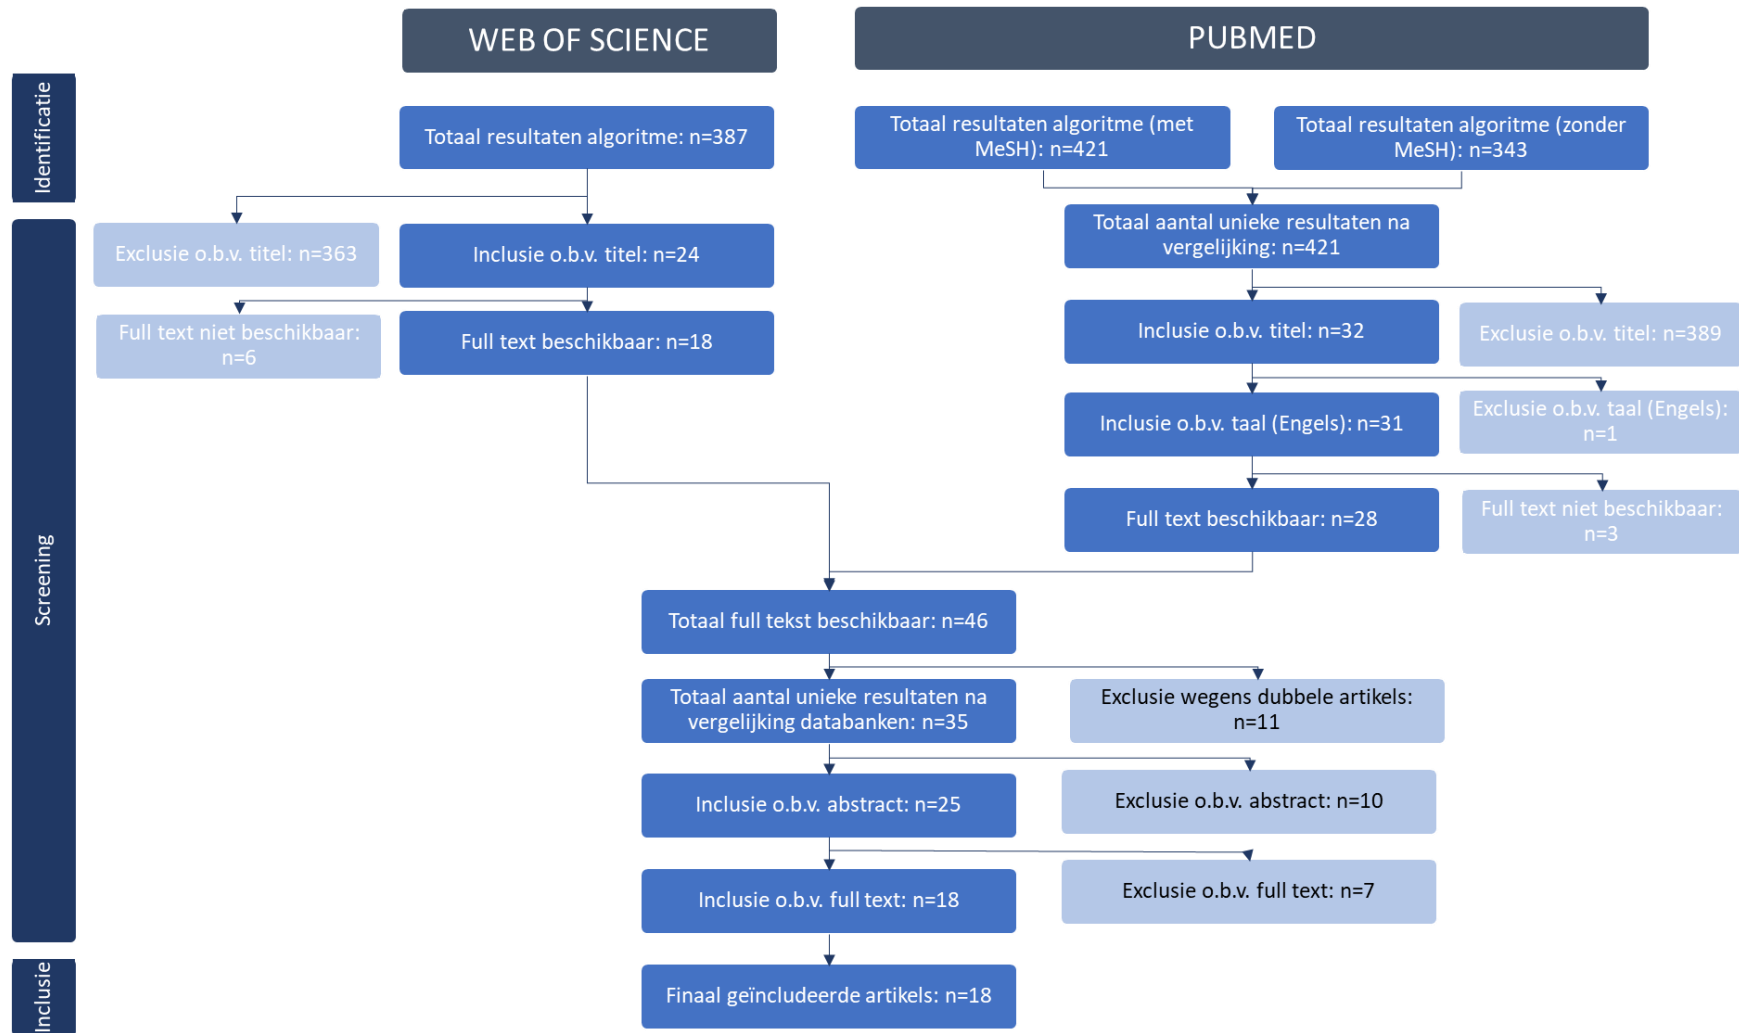 WEB OF SCIENCE
PUBMED
Identificatie
Totaal resultaten algoritme: n=387
Totaal resultaten algoritme (met
MeSH): n=421
Totaal resultaten algoritme (zonder
MeSH): n=343
Screening
Exclusie o.b.v. titel: n=363
Inclusie o.b.v. titel: n=24
Totaal aantal unieke resultaten na
vergelijking: n=421
Full text niet beschikbaar:
n=6
Full text beschikbaar: n=18
Inclusie o.b.v. titel: n=32
Exclusie o.b.v. titel: n=389
Inclusie o.b.v. taal (Engels): n=31
Exclusie o.b.v. taal (Engels):
n=1
Full text beschikbaar: n=28
Full text niet beschikbaar:
n=3
Totaal full tekst beschikbaar: n=46
Totaal aantal unieke resultaten na
vergelijking databanken: n=35
Exclusie wegens dubbele artikels:
n=11
Inclusie o.b.v. abstract: n=25
Exclusie o.b.v. abstract: n=10
Inclusie o.b.v. full text: n=18
Exclusie o.b.v. full text: n=7
Inclusie
Finaal geïncludeerde artikels: n=18